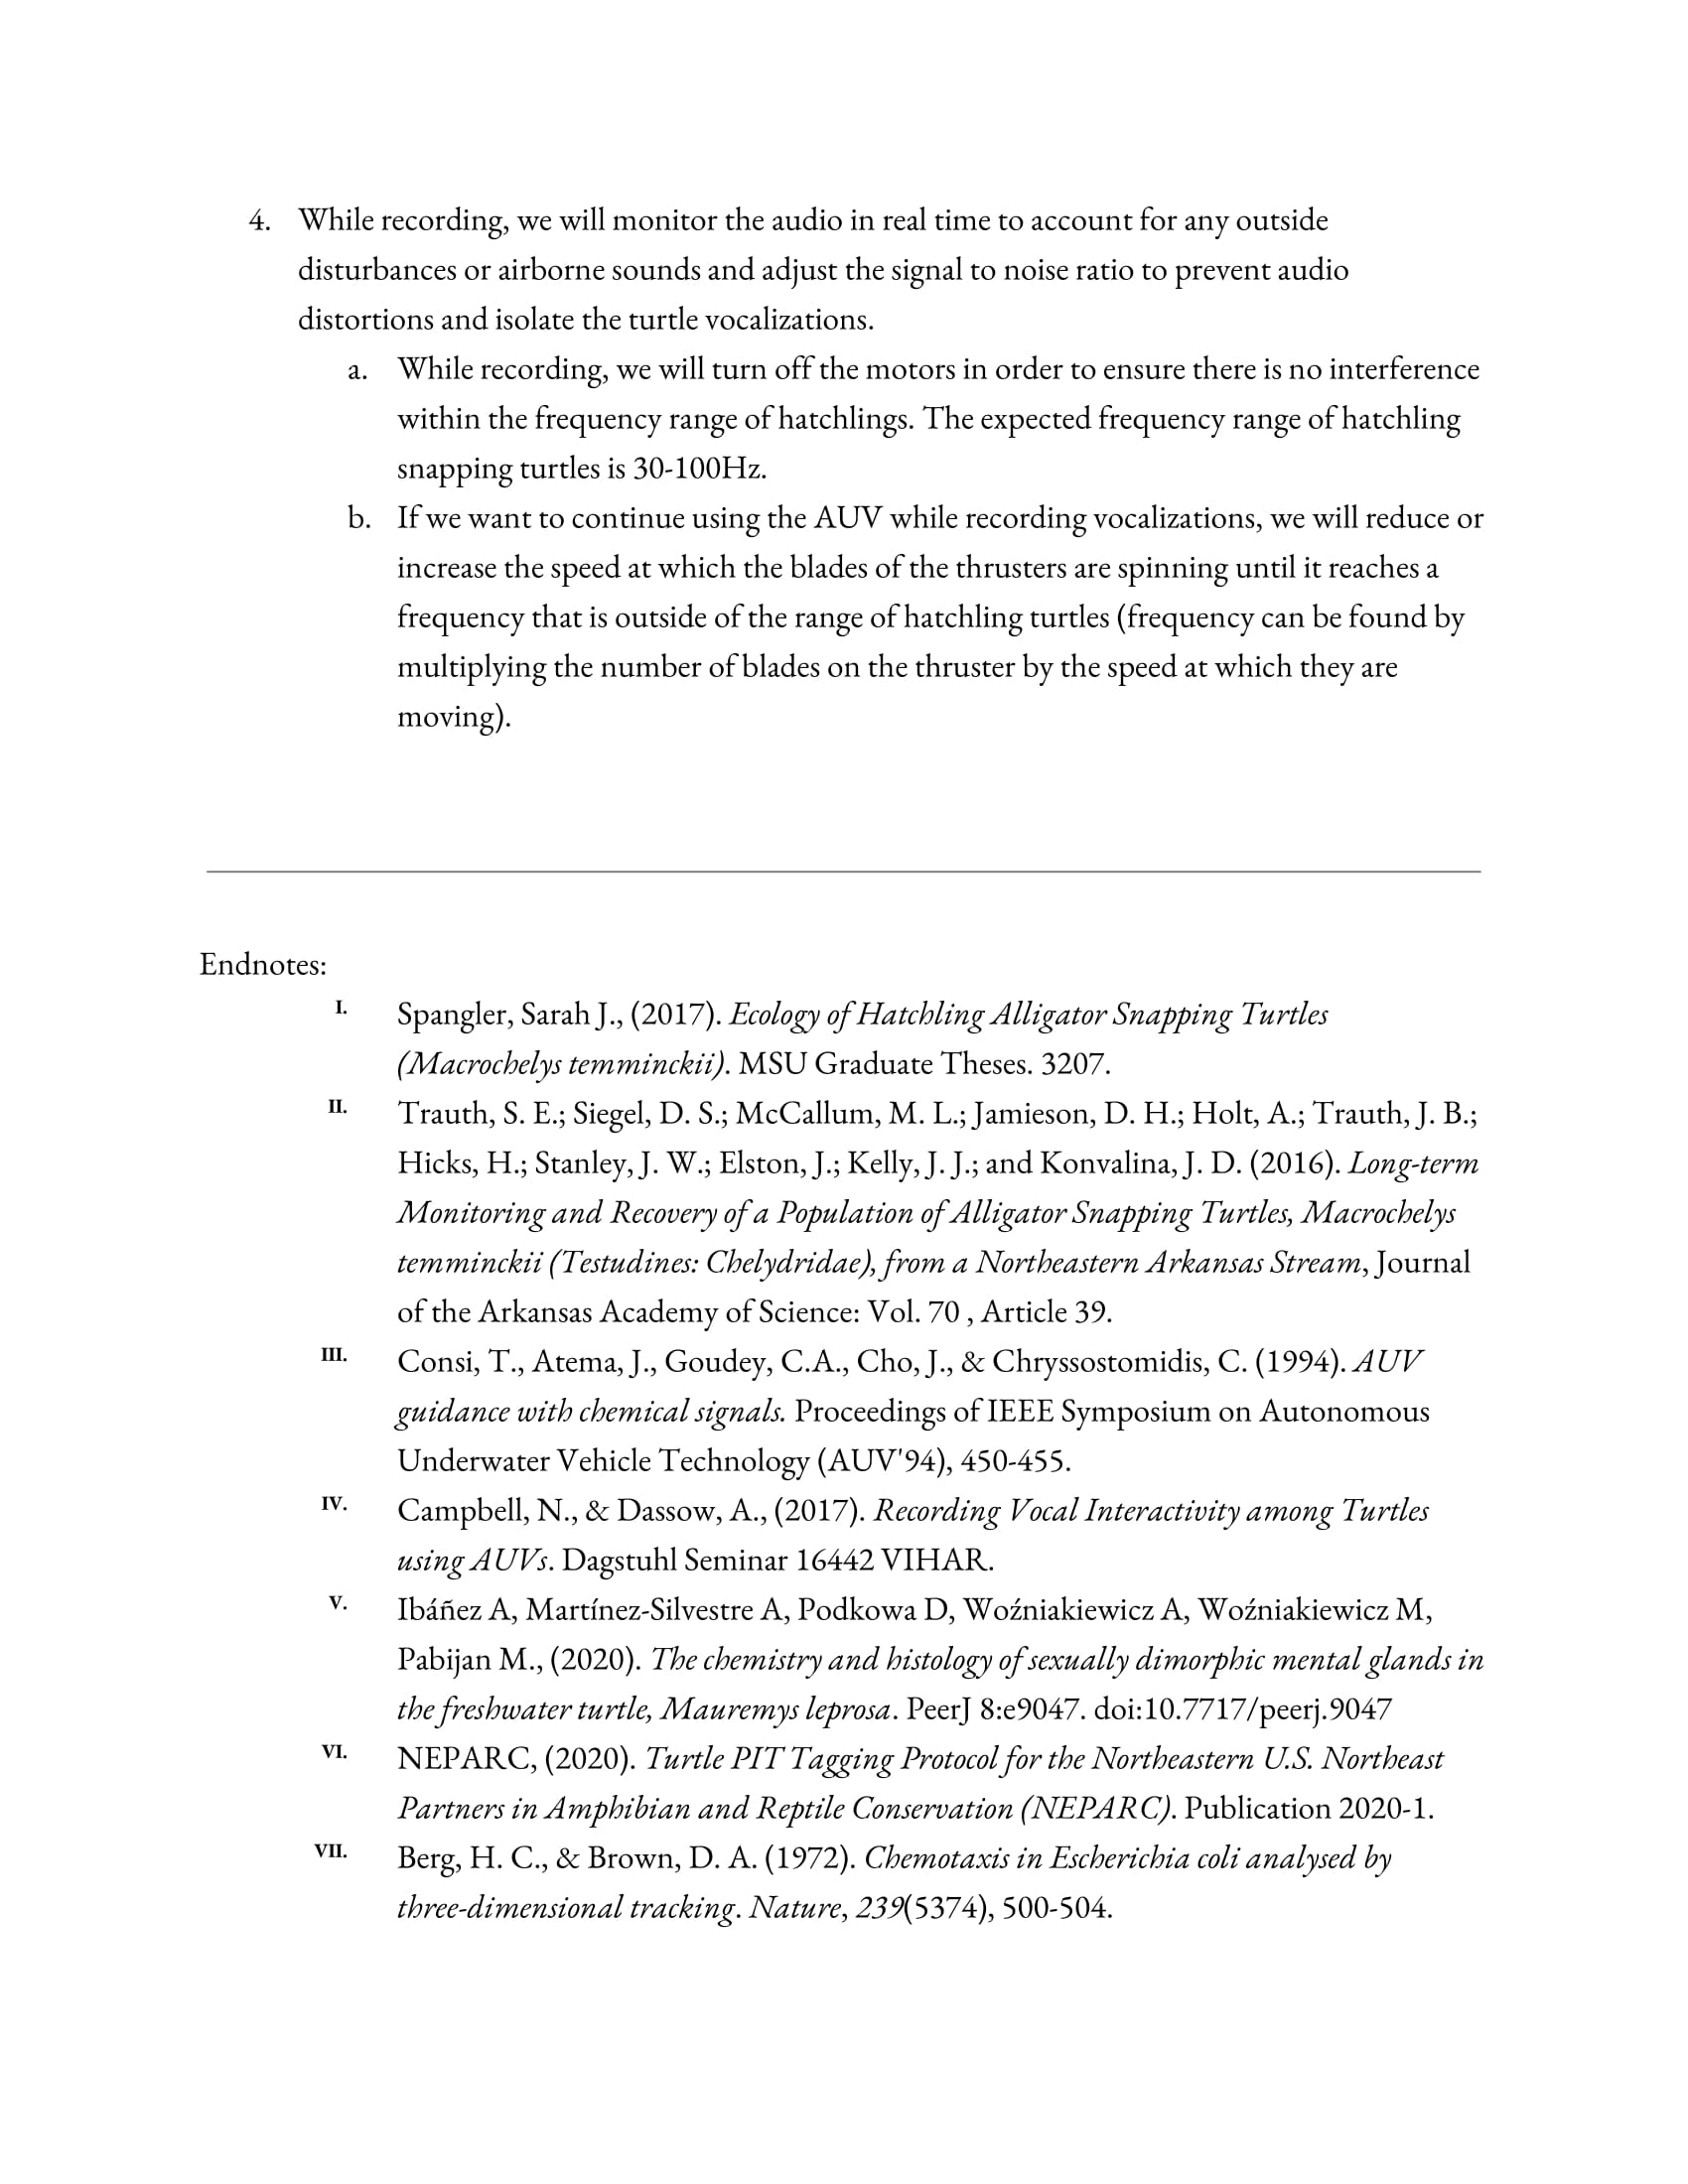 4. While recording, we will monitor the audio in real time to account for any outside
disturbances or airborne sounds and adjust the signal to noise ratio to prevent audio
distortions and isolate the turtle vocalizations.
a. While recording, we will turn off the motors in order to ensure there is no interference
within the frequency range of hatchlings. The expected frequency range of hatchling
snapping turtles is 30-100Hz.
b. If we want to continue using the AUV while recording vocalizations, we will reduce or
increase the speed at which the blades of the thrusters are spinning until it reaches a
frequency that is outside of the range of hatchling turtles (frequency can be found by
multiplying the number of blades on the thruster by the speed at which they are
moving).
Endnotes:
I. Spangler, Sarah J., (2017). Ecology of Hatchling Alligator Snapping Turtles
(Macrochelys temminckii). MSU Graduate Theses. 3207.
II. Trauth, S. E.; Siegel, D. S.; McCallum, M. L.; Jamieson, D. H.; Holt, A.; Trauth, J. B.;
Hicks, H.; Stanley, J. W.; Elston, J.; Kelly, J. J.; and Konvalina, J. D. (2016). Long-term
Monitoring and Recovery of a Population of Alligator Snapping Turtles, Macrochelys
temminckii (Testudines: Chelydridae), from a Northeastern Arkansas Stream, Journal
of the Arkansas Academy of Science: Vol. 70 , Article 39.
III. Consi, T., Atema, J., Goudey, C.A., Cho, J., & Chryssostomidis, C. (1994). AUV
guidance with chemical signals. Proceedings of IEEE Symposium on Autonomous
Underwater Vehicle Technology (AUV'94), 450-455.
IV. Campbell, N., & Dassow, A., (2017). Recording Vocal Interactivity among Turtles
using AUVs. Dagstuhl Seminar 16442 VIHAR.
V. Ibáñez A, Martínez-Silvestre A, Podkowa D, Woźniakiewicz A, Woźniakiewicz M,
Pabijan M., (2020). The chemistry and histology of sexually dimorphic mental glands in
the freshwater turtle, Mauremys leprosa. PeerJ 8:e9047. doi:10.7717/peerj.9047
VI. NEPARC, (2020). Turtle PIT Tagging Protocol for the Northeastern U.S. Northeast
Partners in Amphibian and Reptile Conservation (NEPARC). Publication 2020-1.
VII. Berg, H. C., & Brown, D. A. (1972). Chemotaxis in Escherichia coli analysed by
three-dimensional tracking. Nature, 239(5374), 500-504.